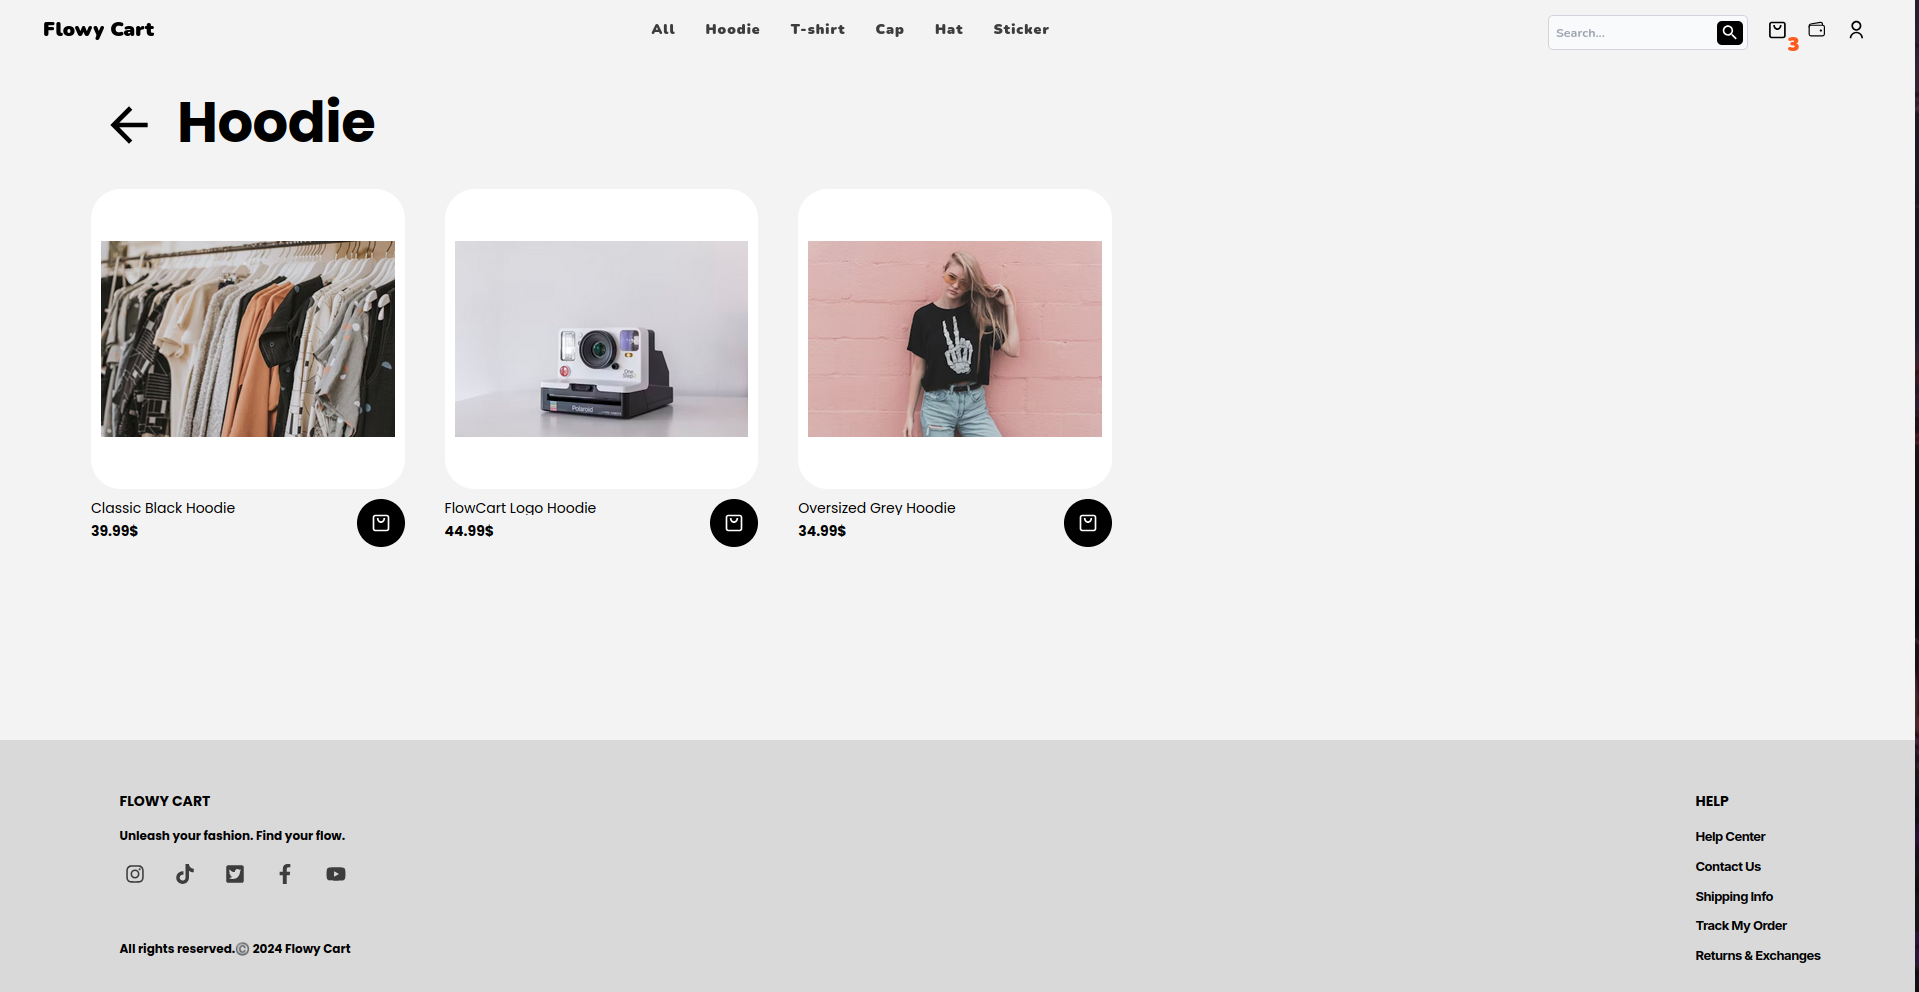 Flowy Cart
All Hoodie T-shirt Cap Hat Sticker
Search...
3
Hoodie
Polaroid
Classic Black Hoodie
39.99$
FlowCart Logo Hoodie
44.99$
Oversized Grey Hoodie
34.99$
FLOWY CART
Unleash your fashion. Find your flow.
All rights reserved.© 2024 Flowy Cart
HELP
Help Center
Contact Us
Shipping Info
Track My Order
Returns & Exchanges